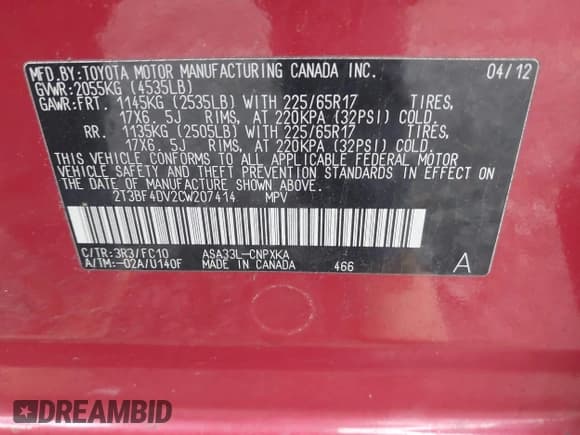 MFD.BY:TOYOTA MOTOR MANUFACTURING CANADA INC. 04/12
GVWR:2055KG (4535LB)
GAWR:FRT. 1145KG (2535LB) WITH 225/65R17 TIRES,
17X6. 5J RIMS, AT 220KPA (32PSI) COLD.
RR. 1135KG (2505LB) WITH 225/65R17 TIRES,
17X6. 5J RIMS, AT 220KPA (32PSI) COLD.
THIS VEHICLE CONFORMS TO ALL APPLICABLE FEDERAL MOTOR
VEHICLE SAFETY AND THEFT PREVENTION STANDARDS IN EFFECT ON
THE DATE OF MANUFACTURE SHOWN ABOVE.
2T3BF4DV2CW207414 MPV
C/TR:3R3/FC10 ASA33L-CNPXKA
A/TM:-02A/U140F MADE IN CANADA 466 A
DREAMBID